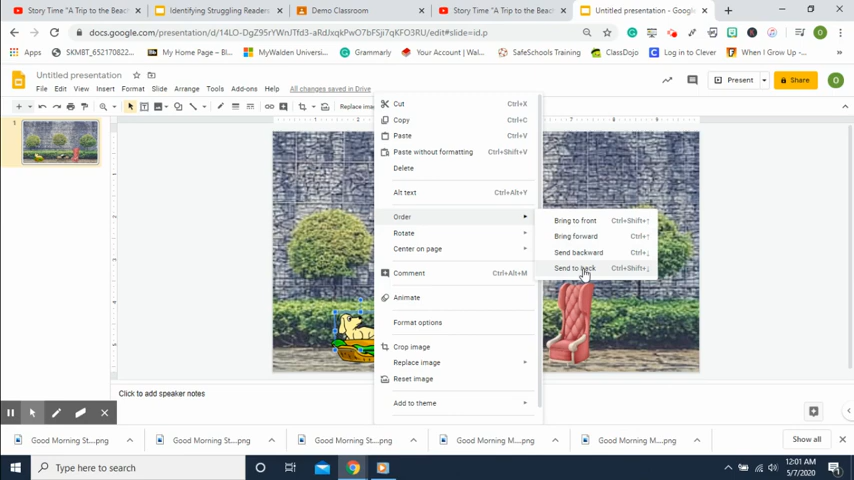 Story Time "A Trip to the Beach
Identifying Struggling Readers
Demo Classroom
Story Time "A Trip to the Beach
Untitled presentation - Google
docs.google.com/presentation/d/
Apps
My Home Page – Bl...
MyWalden Universi...
Grammarly
Your Account | Wal...
SafeSchools Training
ClassDojo
Log in to Clever
When I Grow Up –...
Untitled presentation
Present
Share
File Edit View Insert Format Slide Arrange Tools Add-ons Help
All changes saved in Drive
Replace image
Cut Ctrl+X
Copy Ctrl+C
Paste Ctrl+V
Paste without formatting Ctrl+Shift+V
Delete
Alt text Ctrl+Alt+Y
Order
Bring to front Ctrl+Shift+↑
Bring forward Ctrl+↑
Send backward Ctrl+↓
Send to back Ctrl+Shift+↓
Rotate
Center on page
Comment Ctrl+Alt+M
Animate
Format options
Crop image
Replace image
Reset image
Add to theme
1
Click to add speaker notes
Good Morning St....png
Good Morning St....png
Good Morning St....png
Good Morning M....png
Good Morning M....png
Show all
Type here to search
12:01 AM
5/7/2020